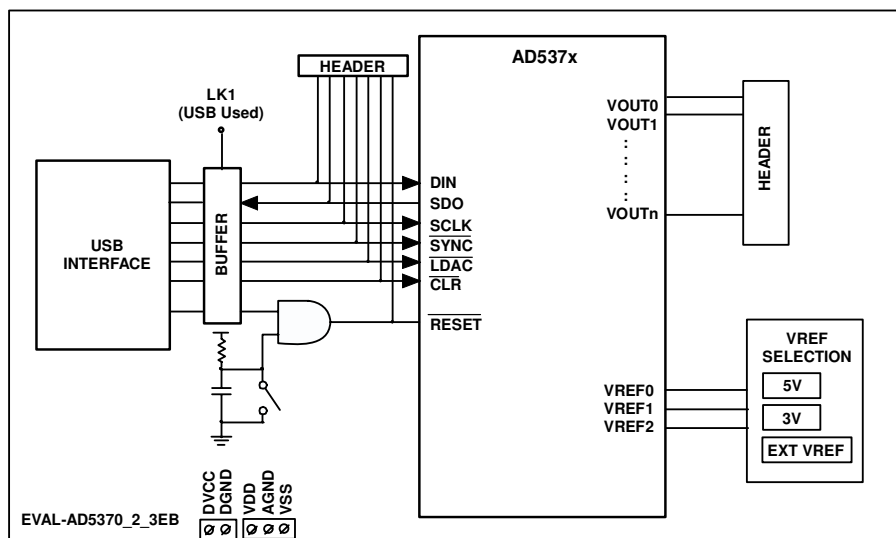 AD537x
HEADER
LK1
(USB Used)
USB
INTERFACE
BUFFER
DIN
SDO
SCLK
SYNC
LDAC
CLR
RESET
VOUT0
VOUT1
VOUTn
HEADER
VREF0
VREF1
VREF2
VREF
SELECTION
5V
3V
EXT VREF
EVAL-AD5370_2_3EB
DVCC
DGND
VDD
AGND
VSS